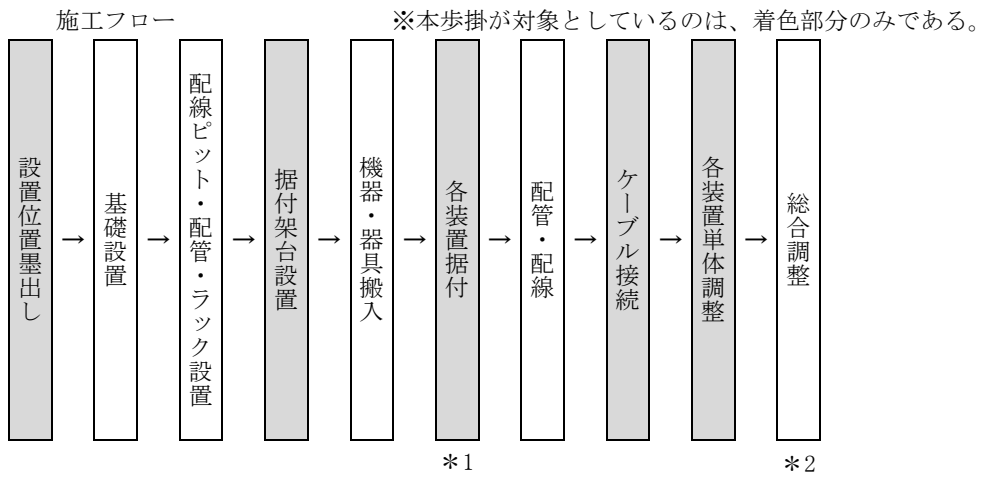 施工フロー
※本歩掛が対象としているのは、着色部分のみである。
設置位置墨出し
→
基礎設置
→
配線ピット・配管・ラック設置
→
据付架台設置
→
機器・器具搬入
→
各装置据付
→
配管・配線
→
ケーブル接続
→
各装置単体調整
→
総合調整
＊1
＊2